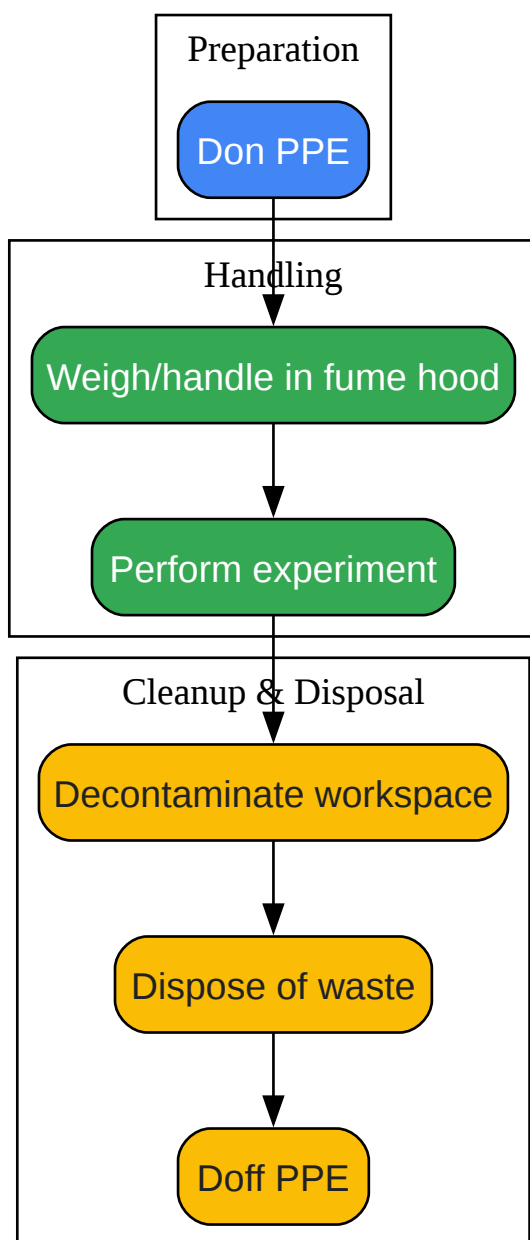 Preparation
Don PPE
Handling
Weigh/handle in fume hood
Perform experiment
Cleanup & Disposal
Decontaminate workspace
Dispose of waste
Doff PPE